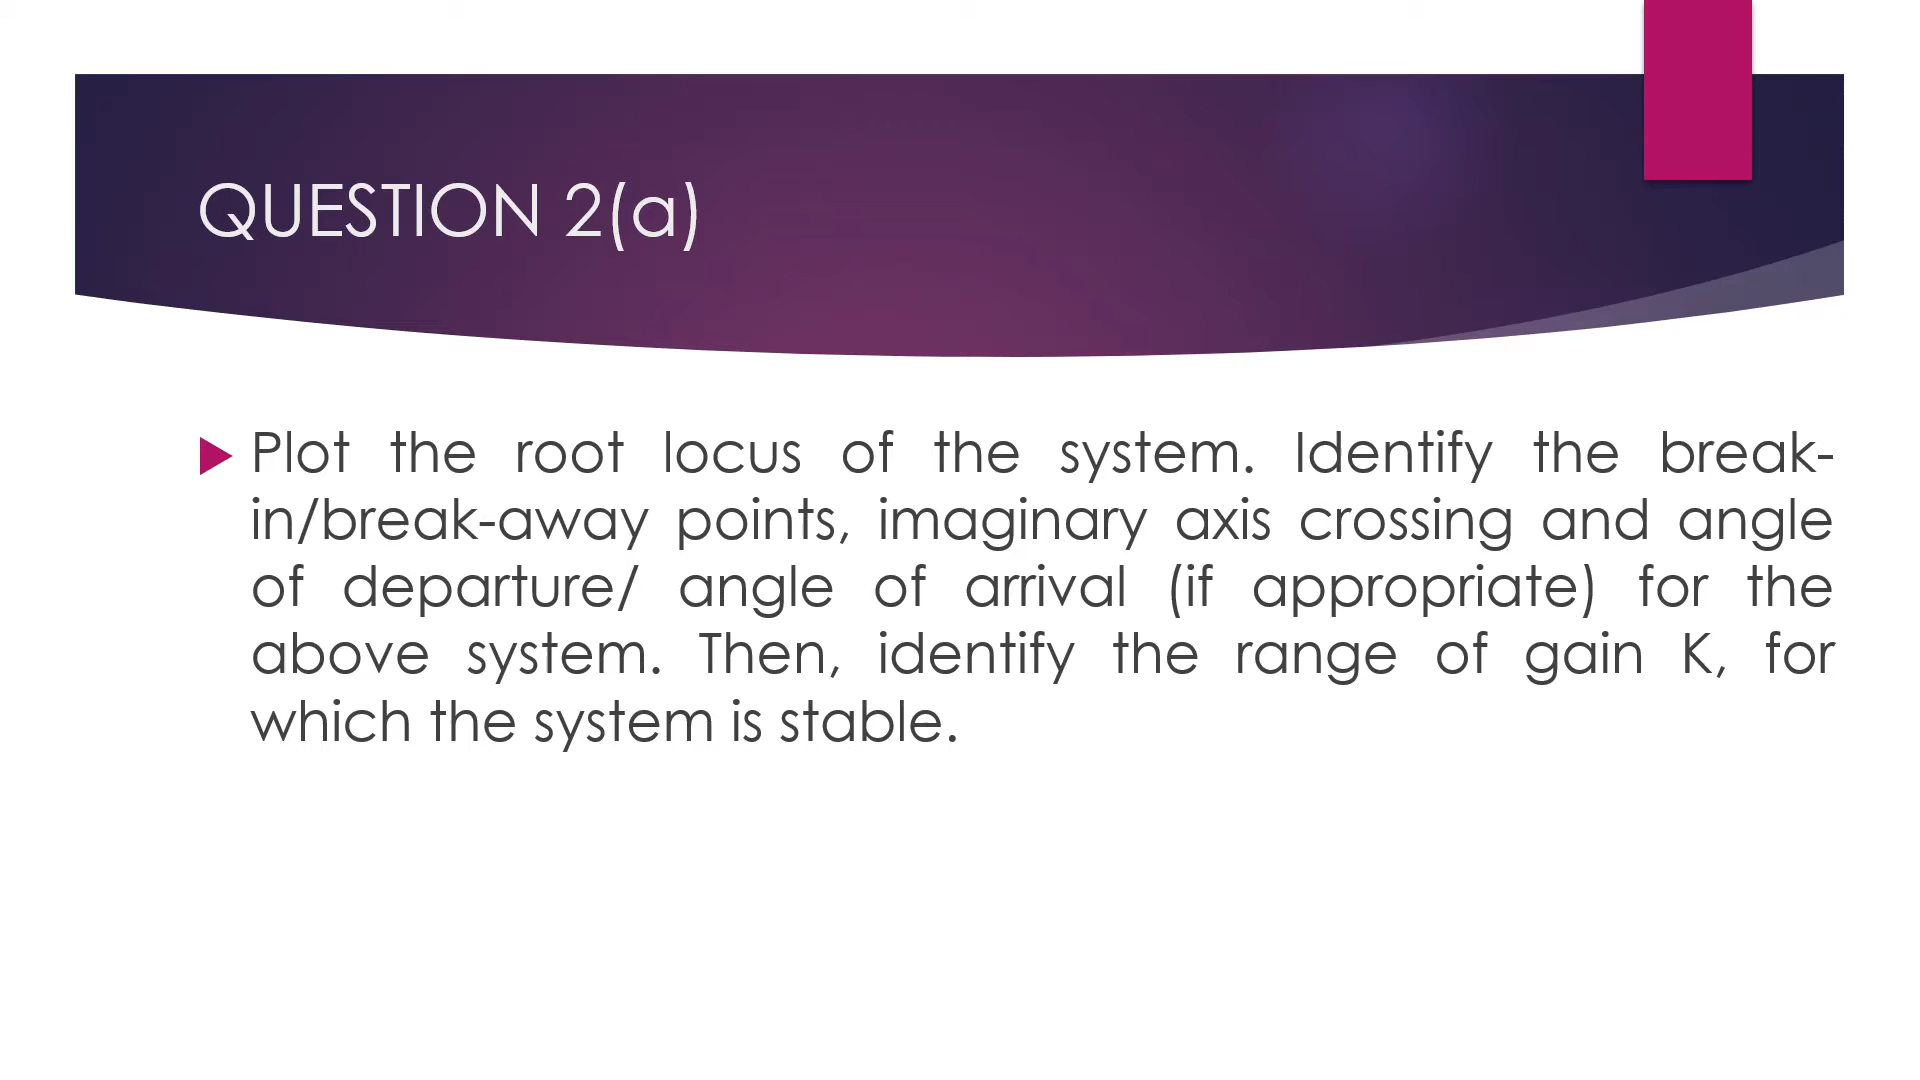 QUESTION 2(a)
Plot the root locus of the system. Identify the break-
in/break-away points, imaginary axis crossing and angle
of departure/ angle of arrival (if appropriate) for the
above system. Then, identify the range of gain K, for
which the system is stable.